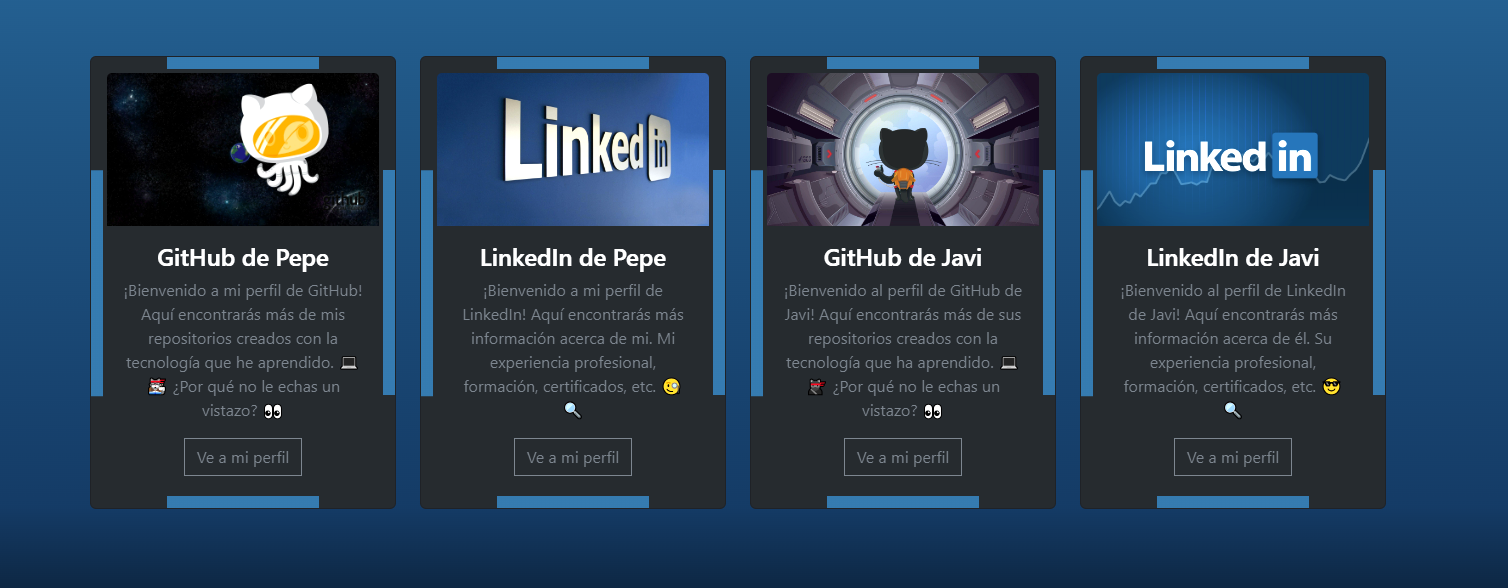 github
Linked in
Linked in
GitHub de Pepe
¡Bienvenido a mi perfil de GitHub!
Aquí encontrarás más de mis
repositorios creados con la
tecnología que he aprendido. 💻
🐱 ¿Por qué no le echas un
vistazo? 👀
Ve a mi perfil
LinkedIn de Pepe
¡Bienvenido a mi perfil de
LinkedIn! Aquí encontrarás más
información acerca de mi. Mi
experiencia profesional,
formación, certificados, etc. 🧐
🔍
Ve a mi perfil
GitHub de Javi
¡Bienvenido al perfil de GitHub de
Javi! Aquí encontrarás más de sus
repositorios creados con la
tecnología que ha aprendido. 💻
🐱‍👤 ¿Por qué no le echas un
vistazo? 👀
Ve a mi perfil
LinkedIn de Javi
¡Bienvenido al perfil de LinkedIn
de Javi! Aquí encontrarás más
información acerca de él. Su
experiencia profesional,
formación, certificados, etc. 😎
🔍
Ve a mi perfil